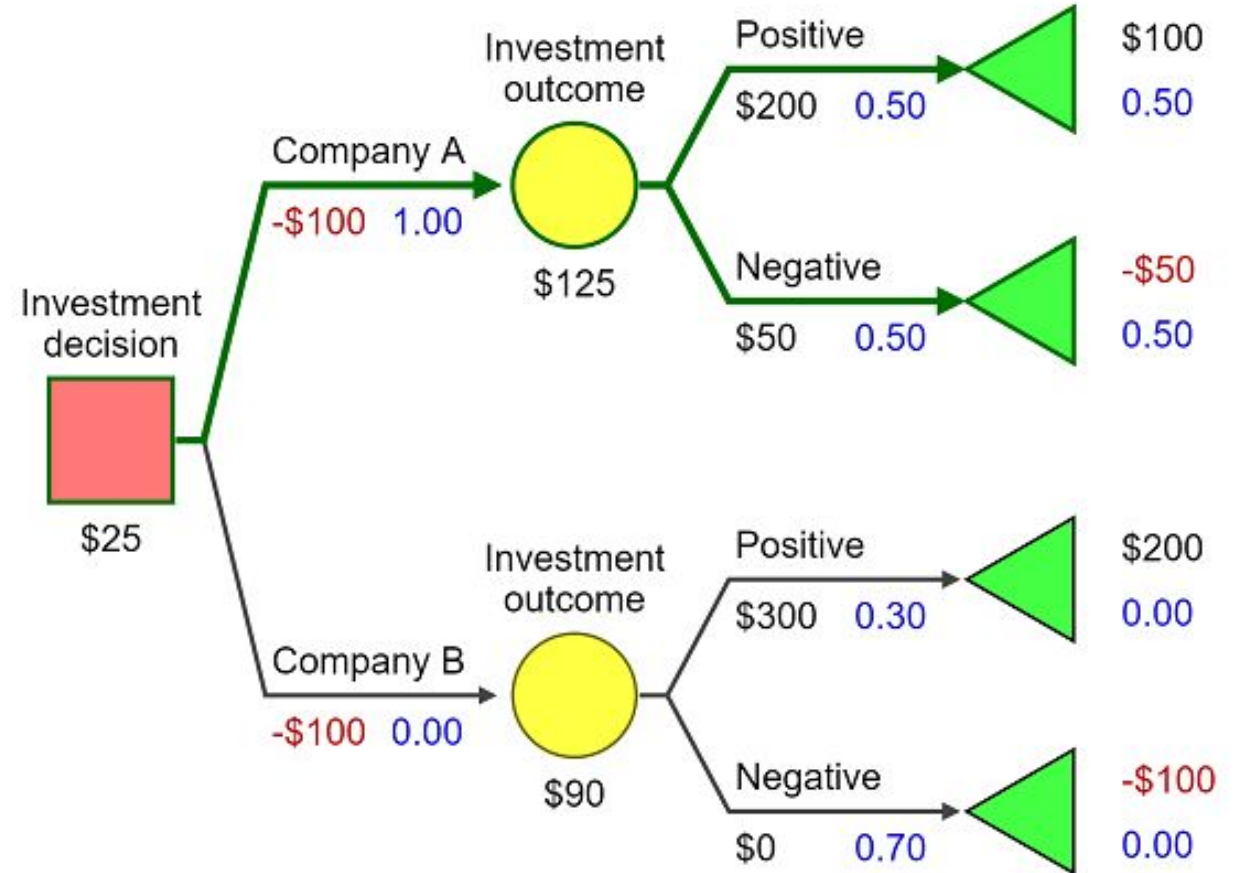 Investment
decision
$25
Company A
-$100 1.00
Investment
outcome
$125
Positive
$200 0.50
$100
0.50
Negative
$50 0.50
-$50
0.50
Company B
-$100 0.00
Investment
outcome
$90
Positive
$300 0.30
$200
0.00
Negative
$0 0.70
-$100
0.00